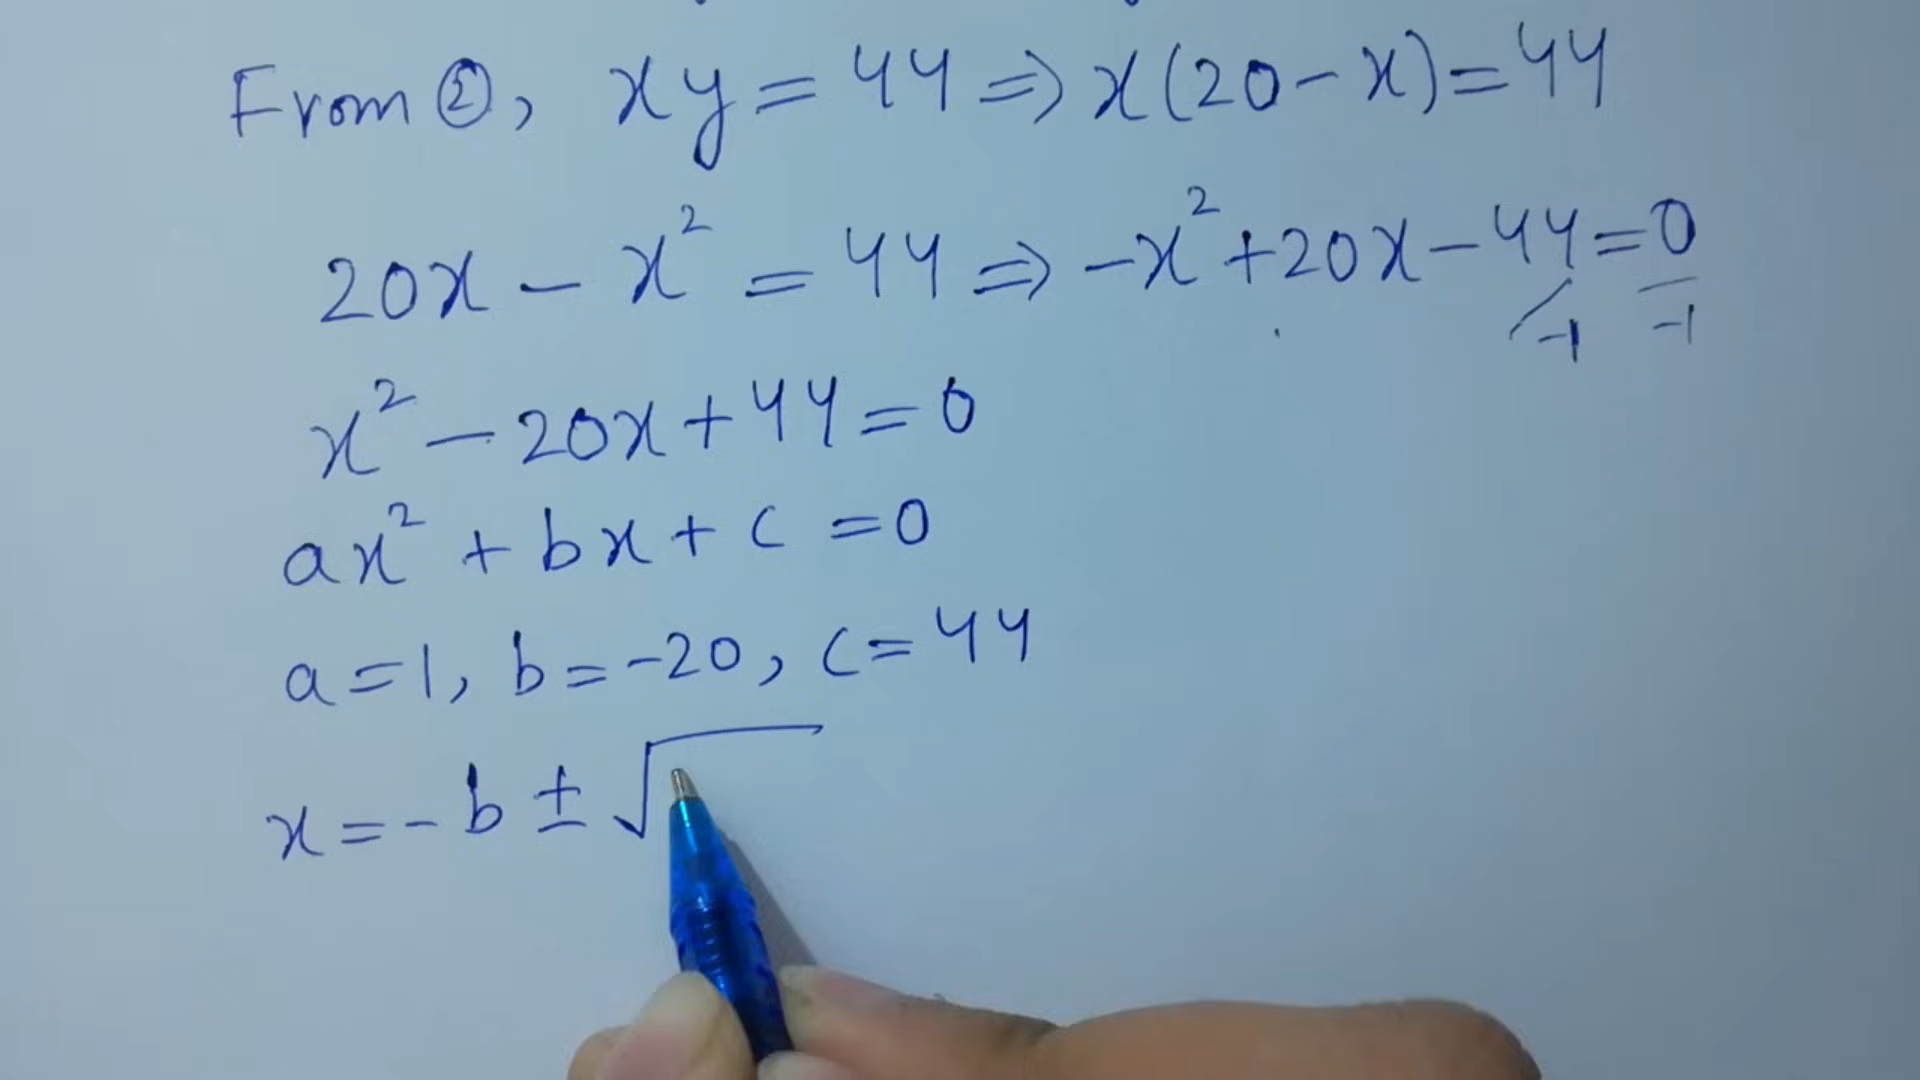 From ②, xy = 44 ⇒ x(20 - x) = 44
20x - x² = 44 ⇒ -x² + 20x - 44 = 0
-1 -1
x² - 20x + 44 = 0
ax² + bx + c = 0
a = 1, b = -20, c = 44
x = - b ± √